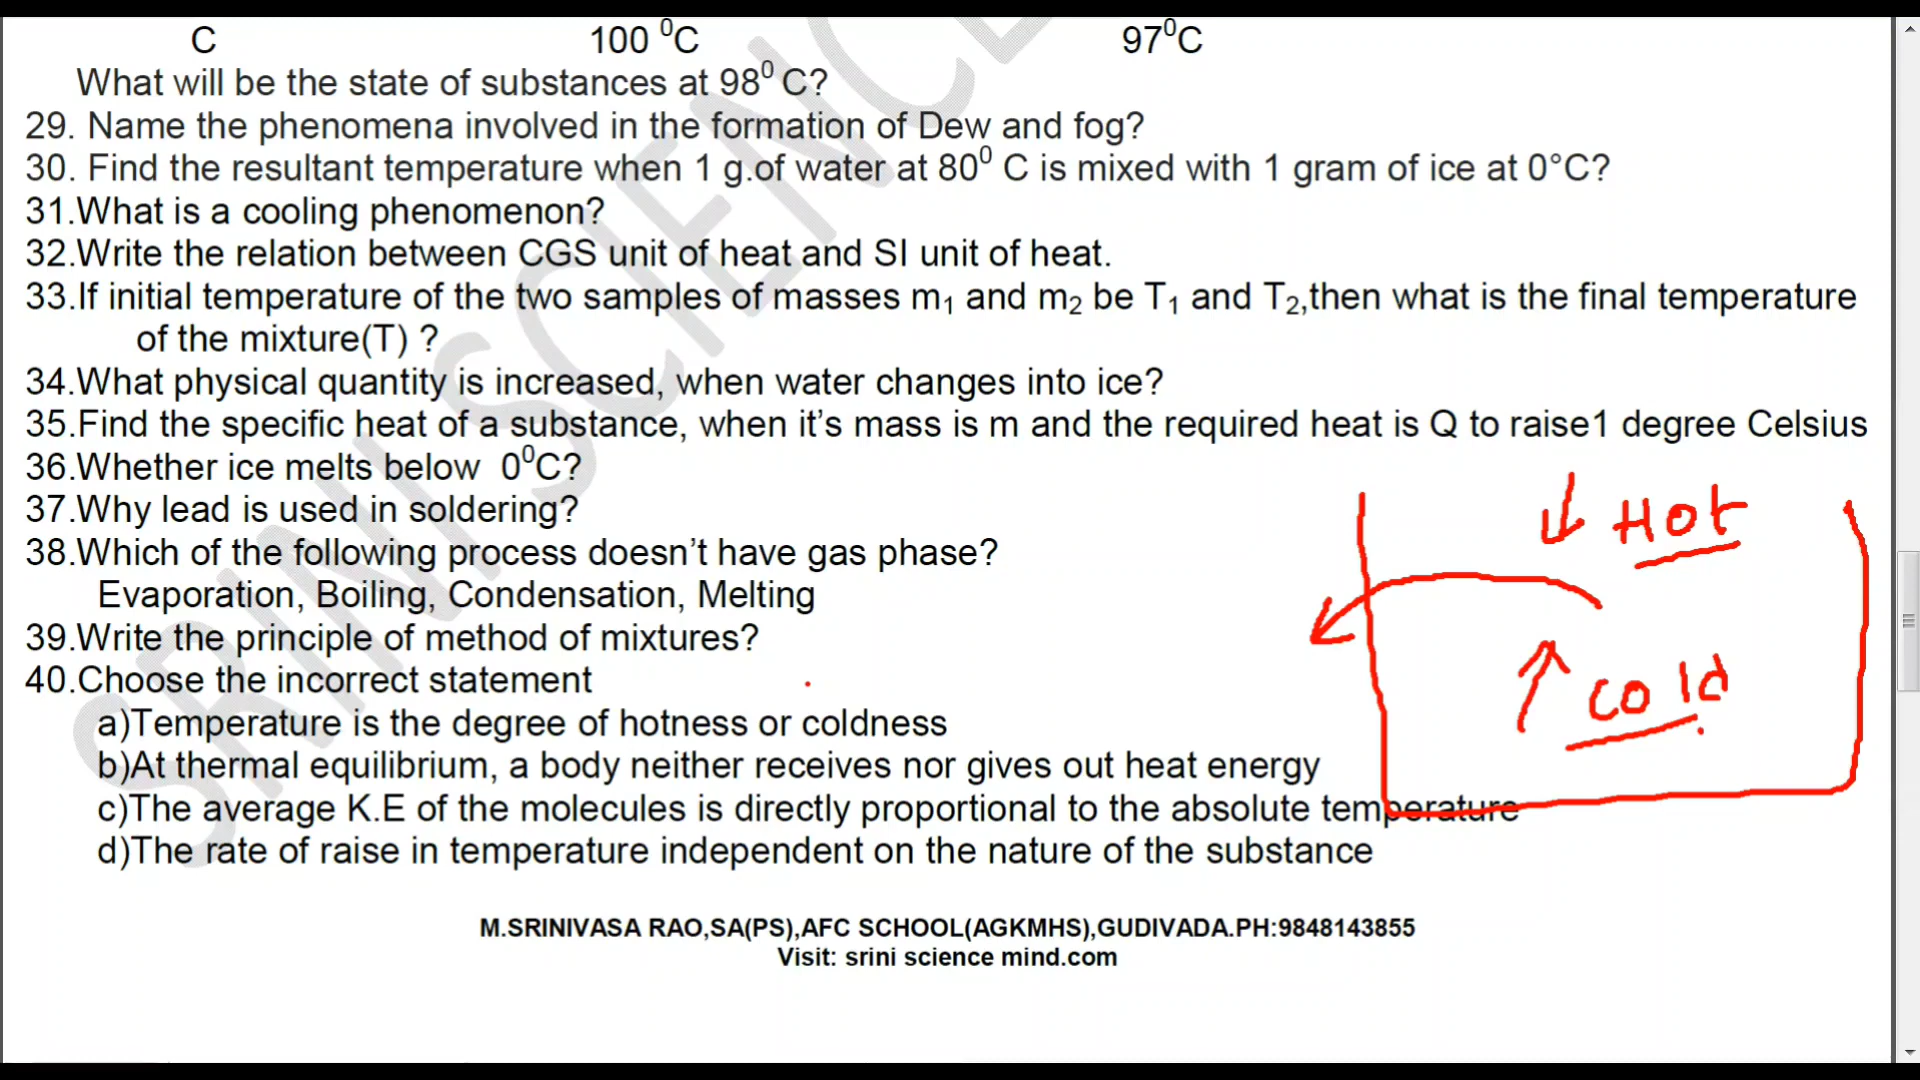 C 100 ⁰C 97⁰C
What will be the state of substances at 98⁰ C?
29. Name the phenomena involved in the formation of Dew and fog?
30. Find the resultant temperature when 1 g.of water at 80⁰ C is mixed with 1 gram of ice at 0°C?
31.What is a cooling phenomenon?
32.Write the relation between CGS unit of heat and SI unit of heat.
33.If initial temperature of the two samples of masses m₁ and m₂ be T₁ and T₂,then what is the final temperature
of the mixture(T) ?
34.What physical quantity is increased, when water changes into ice?
35.Find the specific heat of a substance, when it's mass is m and the required heat is Q to raise1 degree Celsius
36.Whether ice melts below 0⁰C?
37.Why lead is used in soldering?
Hot
38.Which of the following process doesn't have gas phase?
Evaporation, Boiling, Condensation, Melting
39.Write the principle of method of mixtures?
40.Choose the incorrect statement
Cold
a)Temperature is the degree of hotness or coldness
b)At thermal equilibrium, a body neither receives nor gives out heat energy
c)The average K.E of the molecules is directly proportional to the absolute temperature
d)The rate of raise in temperature independent on the nature of the substance
M.SRINIVASA RAO,SA(PS),AFC SCHOOL(AGKMHS),GUDIVADA.PH:9848143855
Visit: srini science mind.com
SRINI SCIENCE